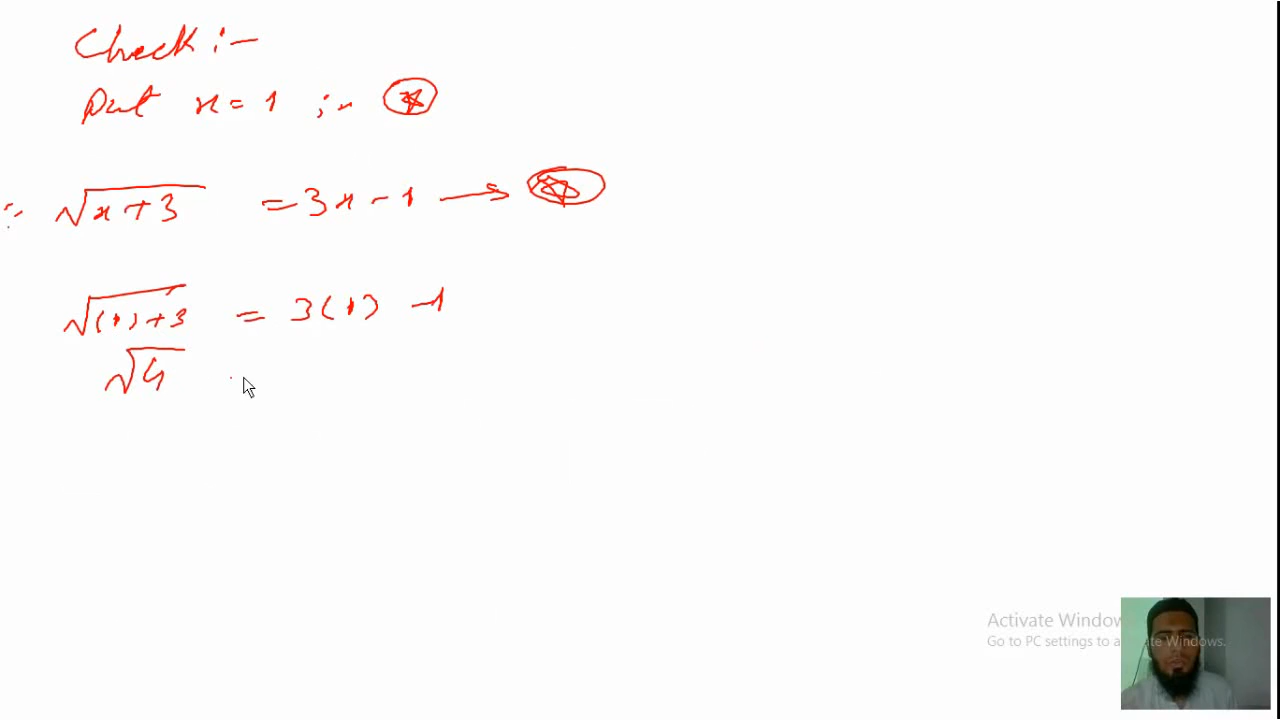 Check :-
Put x = 1 in ★
∵ √x+3 = 3x - 1 → ★
√(1)+3 = 3(1) - 1
√4
Activate Window
Go to PC settings to activate Windows.